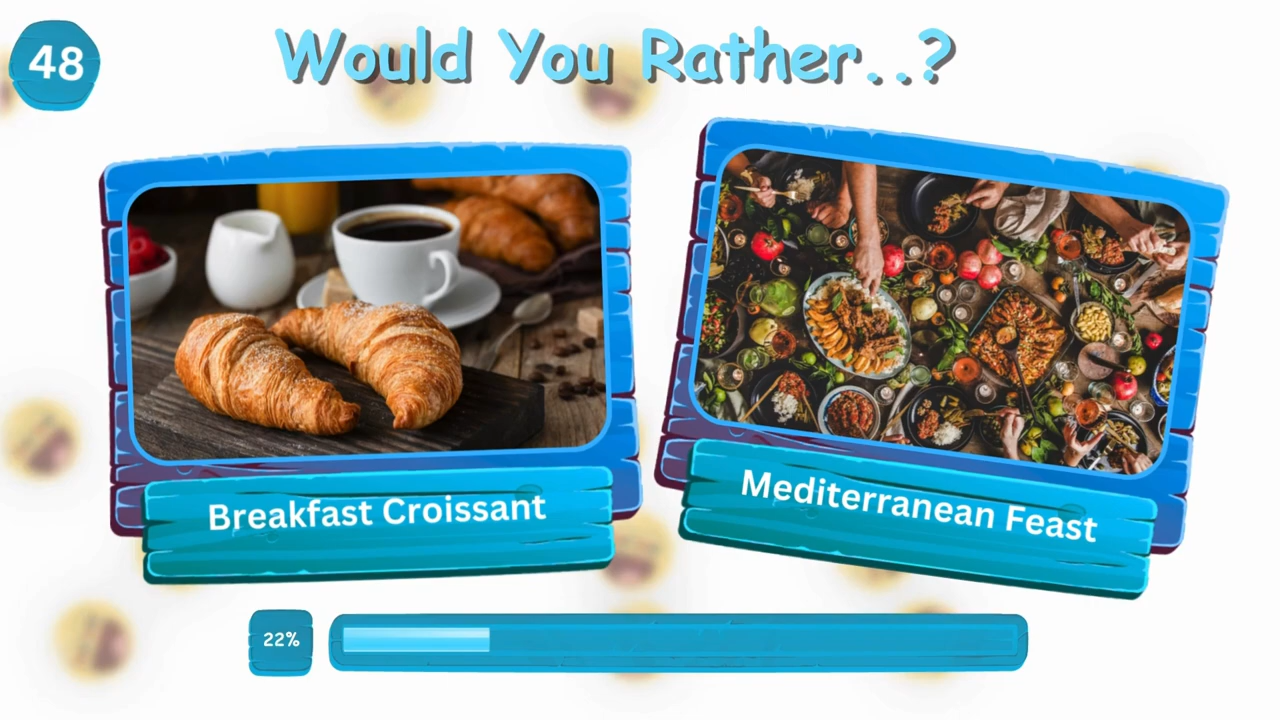 48
Would You Rather..?
Breakfast Croissant
Mediterranean Feast
22%